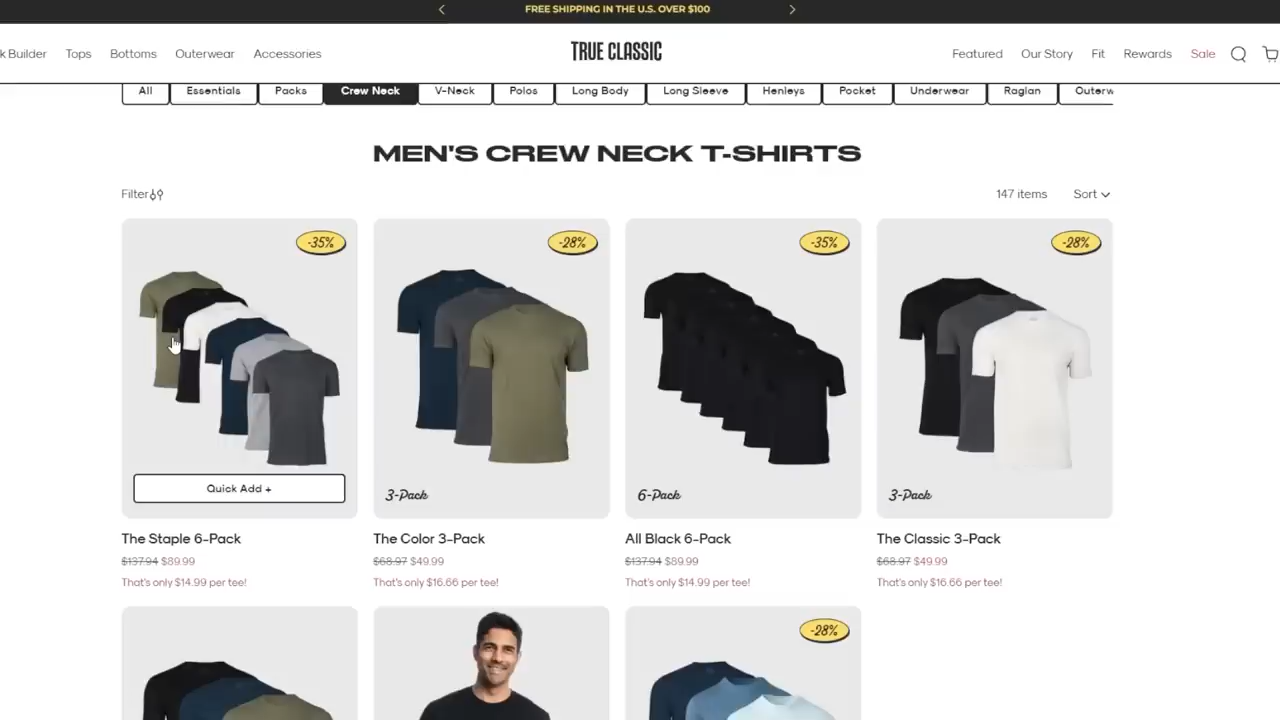 FREE SHIPPING IN THE U.S. OVER $100
k Builder Tops Bottoms Outerwear Accessories TRUE CLASSIC Featured Our Story Fit Rewards Sale
All Essentials Packs Crew Neck V-Neck Polos Long Body Long Sleeve Henleys Pocket Underwear Raglan Outerw
MEN'S CREW NECK T-SHIRTS
Filter 147 items Sort
-35% -28% -35% -28%
Quick Add + 3-Pack 6-Pack 3-Pack
The Staple 6-Pack The Color 3-Pack All Black 6-Pack The Classic 3-Pack
$137.94 $89.99 $68.97 $49.99 $137.94 $89.99 $68.97 $49.99
That's only $14.99 per tee! That's only $16.66 per tee! That's only $14.99 per tee! That's only $16.66 per tee!
-28%